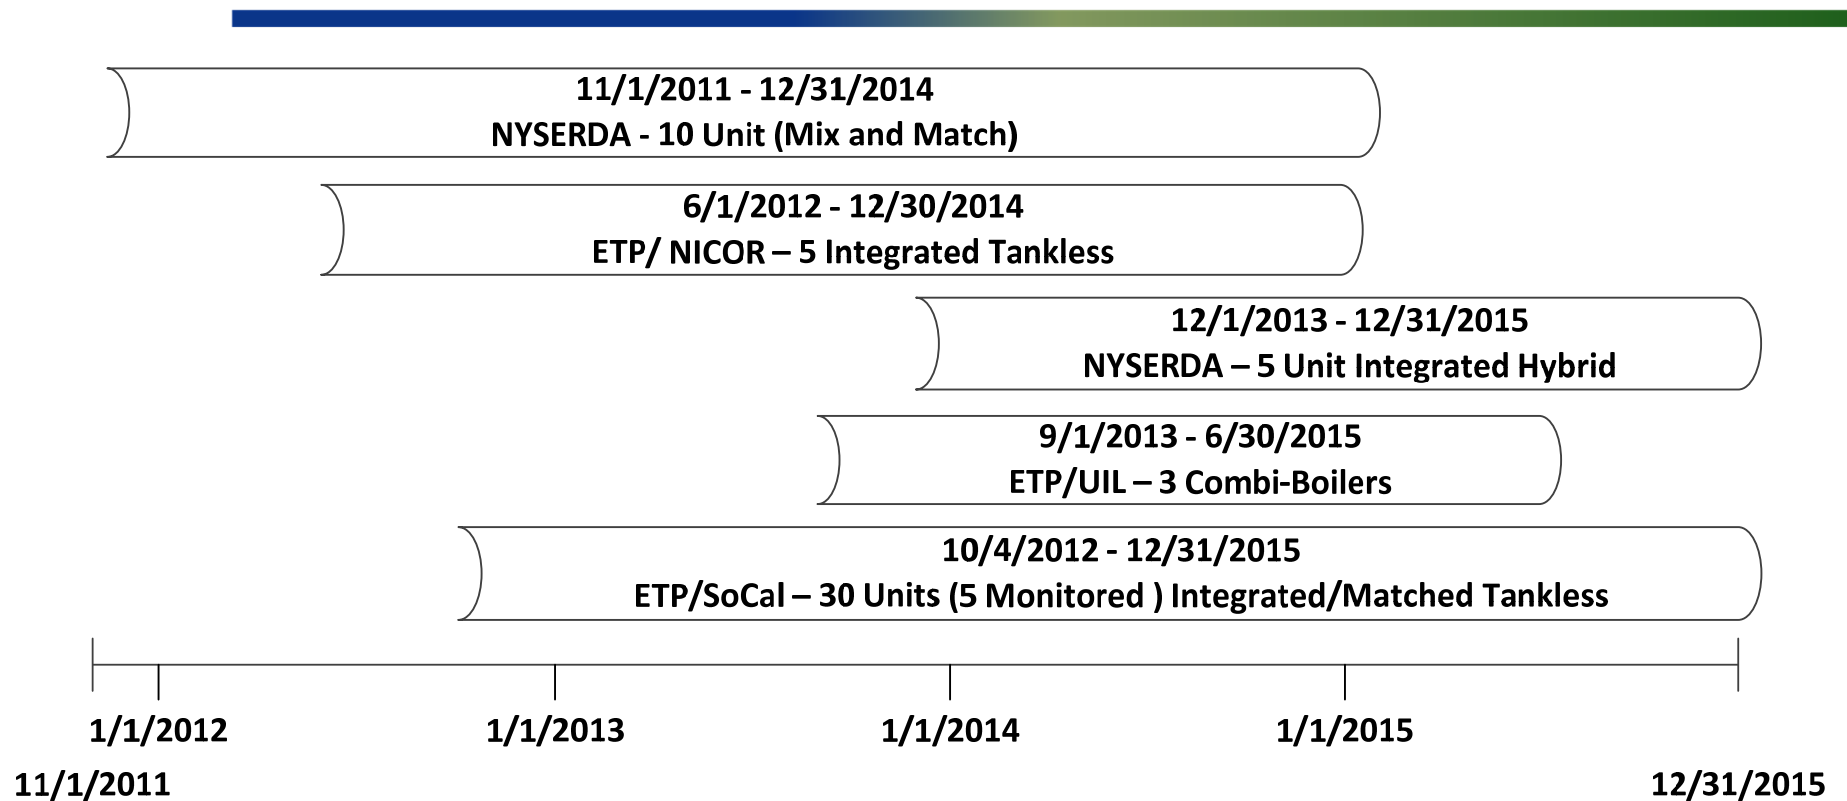 11/1/2011 - 12/31/2014
NYSERDA - 10 Unit (Mix and Match)
6/1/2012 - 12/30/2014
ETP/ NICOR – 5 Integrated Tankless
12/1/2013 - 12/31/2015
NYSERDA – 5 Unit Integrated Hybrid
9/1/2013 - 6/30/2015
ETP/UIL – 3 Combi-Boilers
10/4/2012 - 12/31/2015
ETP/SoCal – 30 Units (5 Monitored ) Integrated/Matched Tankless
1/1/2012 1/1/2013 1/1/2014 1/1/2015
11/1/2011 12/31/2015